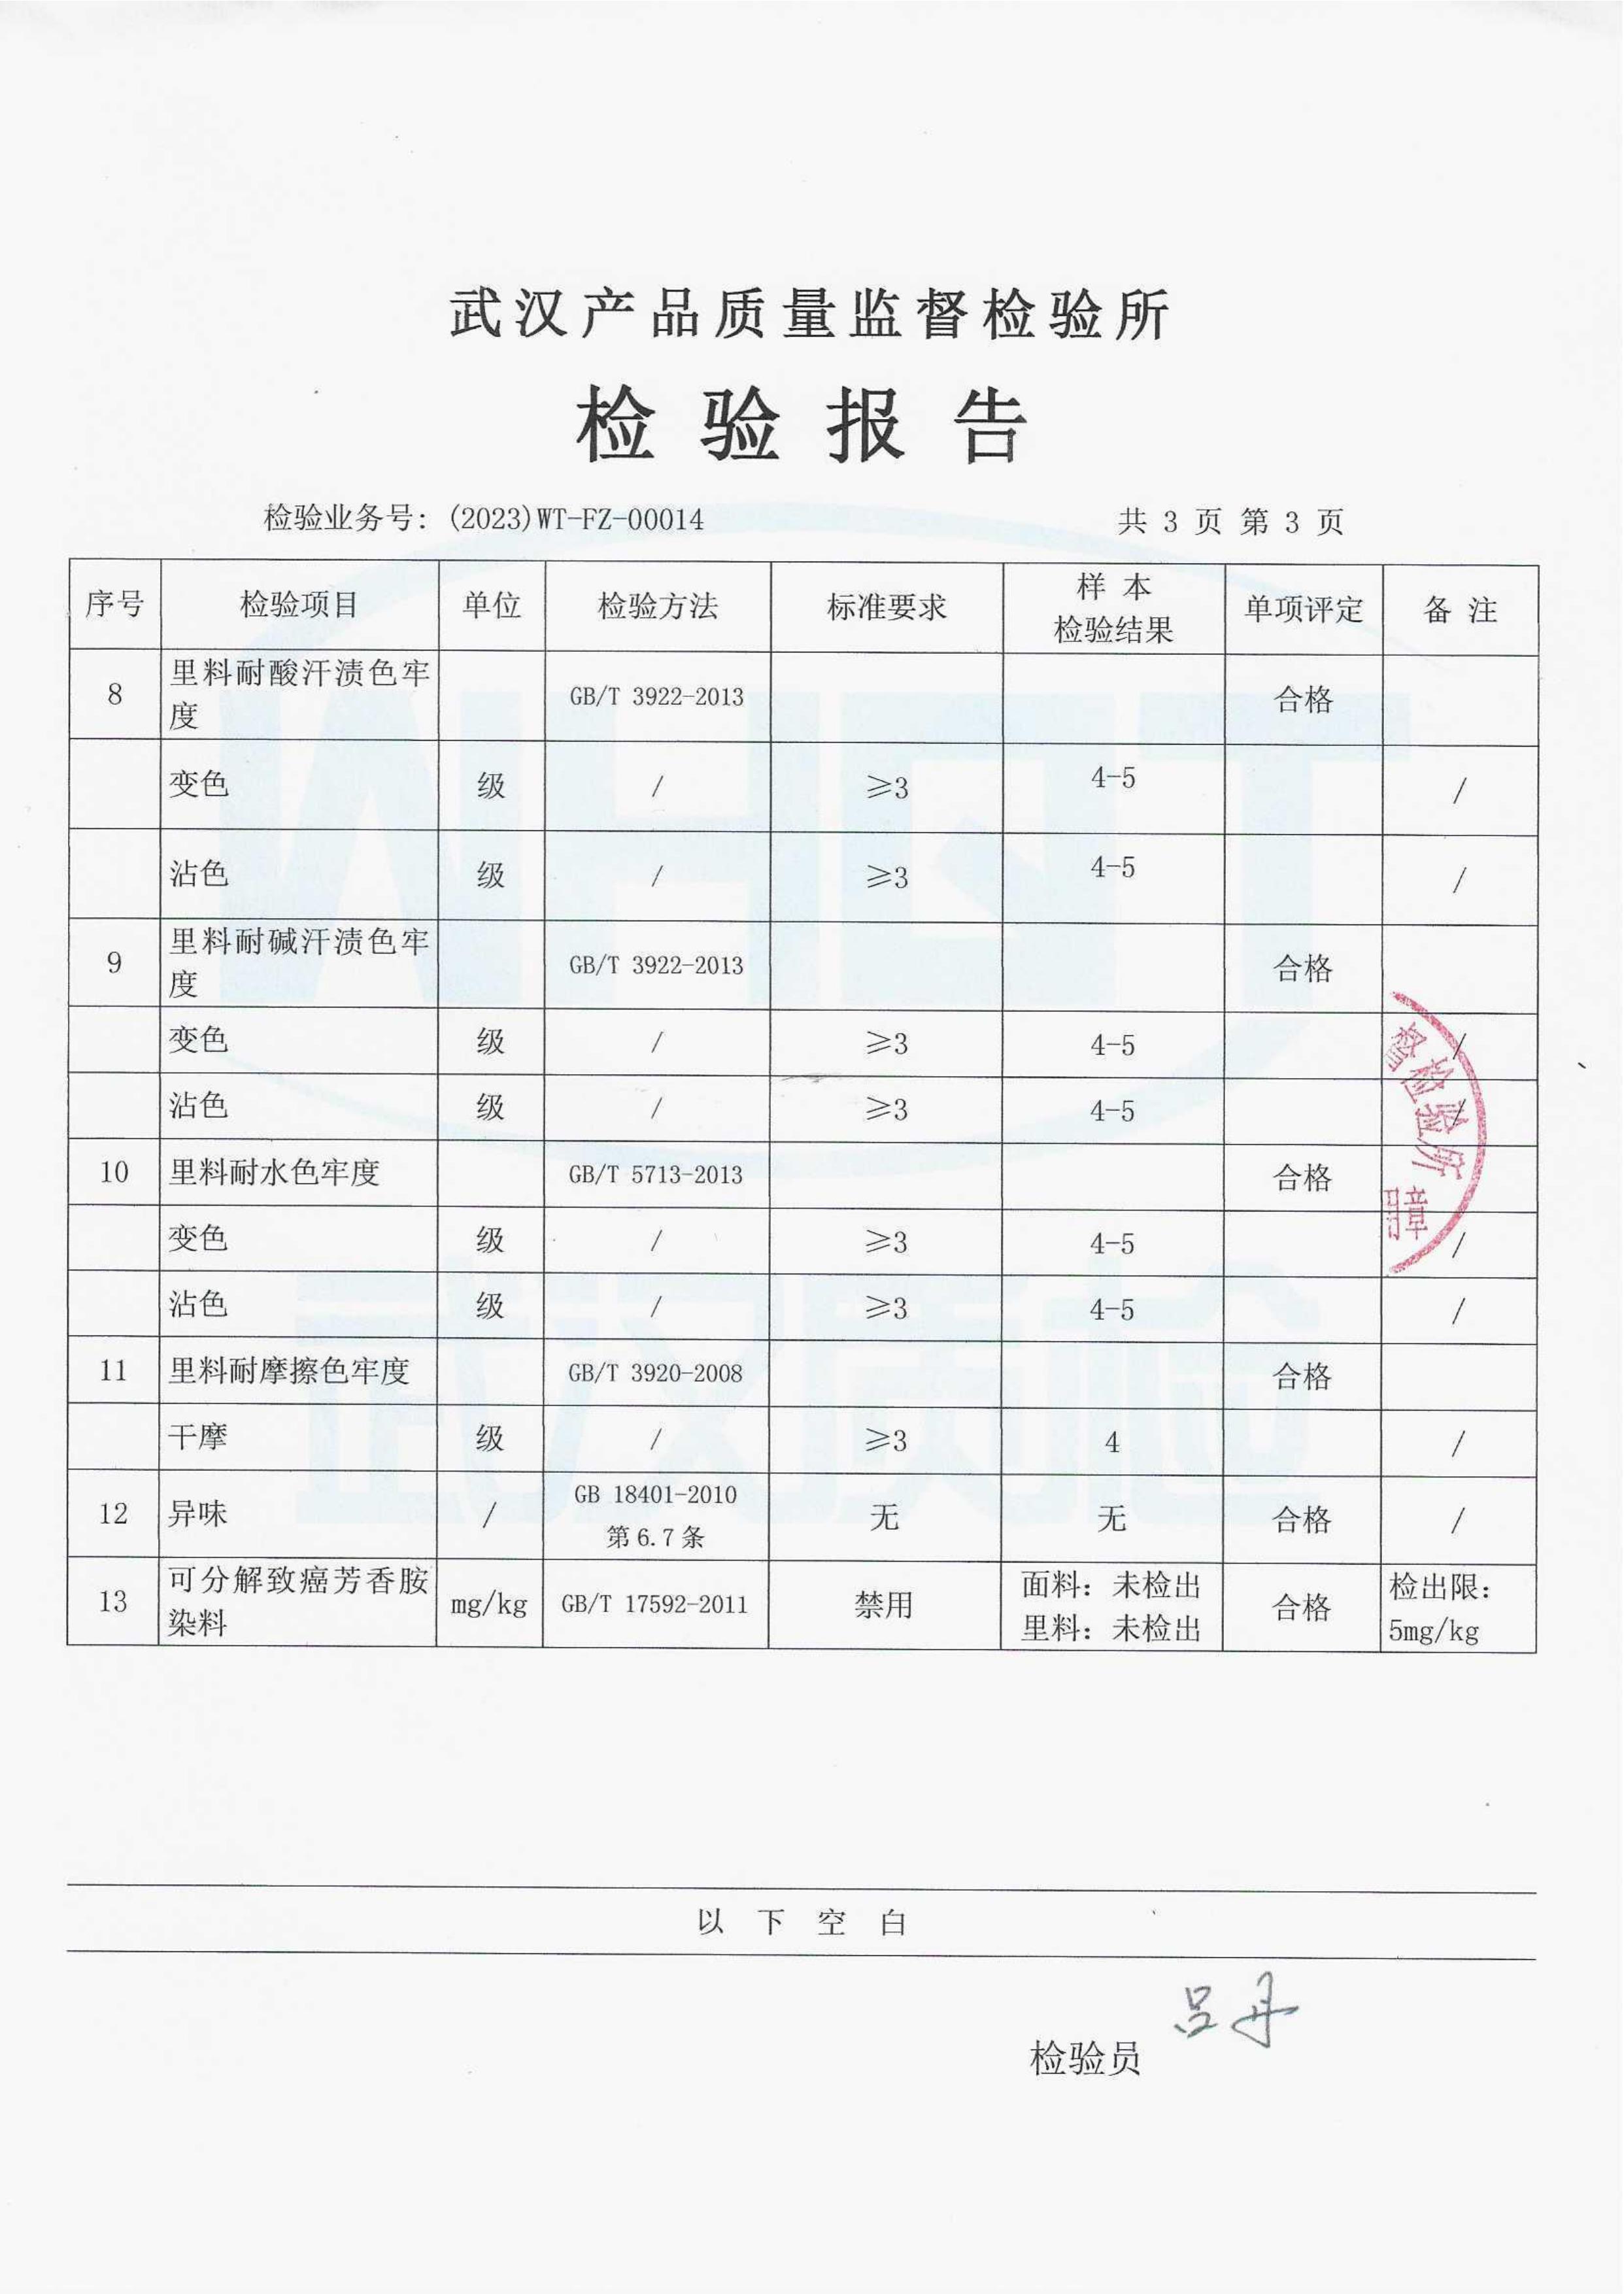 武汉产品质量监督检验所
检验报告
检验业务号：(2023)WT-FZ-00014 共 3 页 第 3 页
序号 检验项目 单位 检验方法 标准要求 样 本 检验结果 单项评定 备 注
8 里料耐酸汗渍色牢度 GB/T 3922-2013 合格
变色 级 / ≥3 4-5 /
沾色 级 / ≥3 4-5 /
9 里料耐碱汗渍色牢度 GB/T 3922-2013 合格
变色 级 / ≥3 4-5 /
沾色 级 / ≥3 4-5 /
10 里料耐水色牢度 GB/T 5713-2013 合格
变色 级 / ≥3 4-5 /
沾色 级 / ≥3 4-5 /
11 里料耐摩擦色牢度 GB/T 3920-2008 合格
干摩 级 / ≥3 4 /
12 异味 / GB 18401-2010 第6.7条 无 无 合格 /
13 可分解致癌芳香胺染料 mg/kg GB/T 17592-2011 禁用 面料：未检出 里料：未检出 合格 检出限：5mg/kg
督检验所
章
以下空白
检验员 吕丹
WHQT
武汉质检